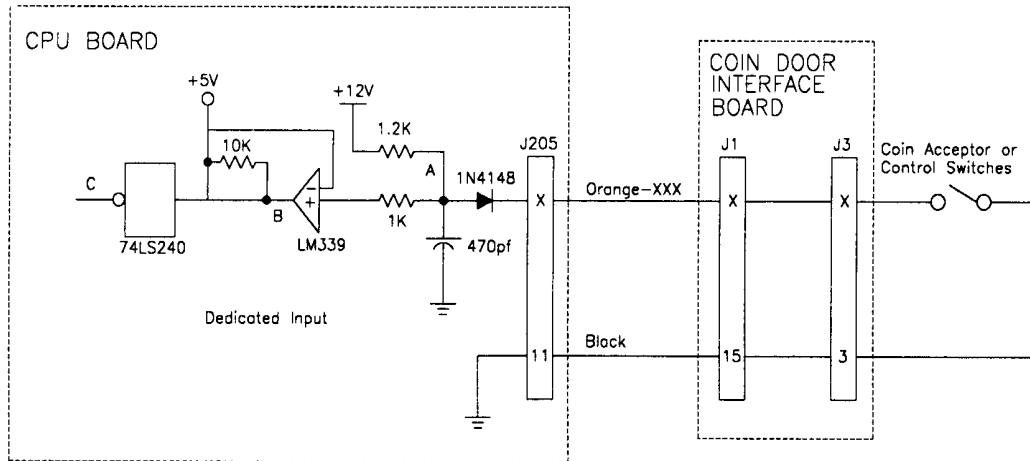 CPU BOARD
+5V
+12V
10K
1.2K
A
1N4148
J205
C
B
−
+
LM339
1K
470pf
X
74LS240
Dedicated Input
11
Orange-XXX
Black
COIN DOOR
INTERFACE
BOARD
J1
J3
X
X
15
3
Coin Acceptor or
Control Switches